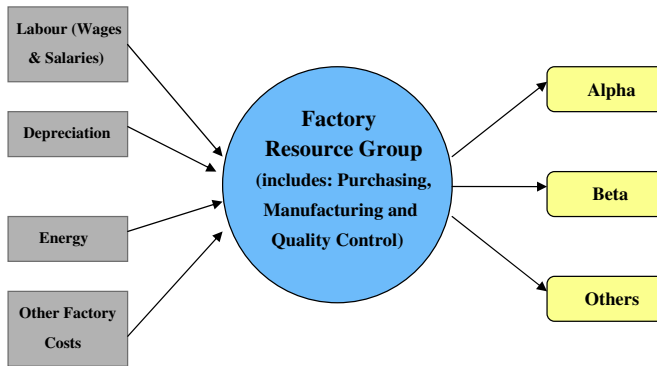 Labour (Wages
& Salaries)
Depreciation
Energy
Other Factory
Costs
Factory
Resource Group
(includes: Purchasing,
Manufacturing and
Quality Control)
Alpha
Beta
Others